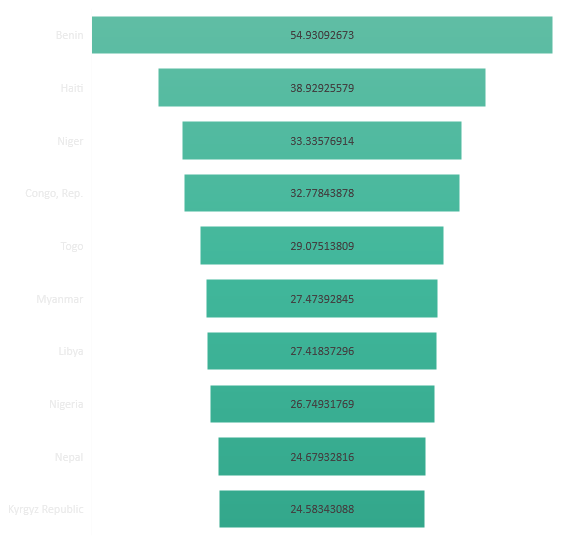 Benin 54.93092673
Haiti 38.92925579
Niger 33.33576914
Congo, Rep. 32.77843878
Togo 29.07513809
Myanmar 27.47392845
Libya 27.41837296
Nigeria 26.74931769
Nepal 24.67932816
Kyrgyz Republic 24.58343088